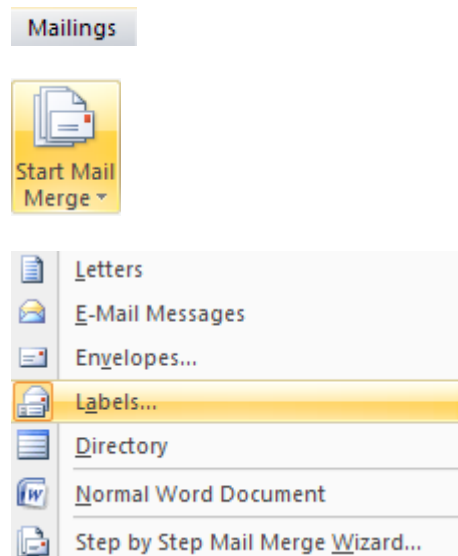 Mailings
Start Mail
Merge
Letters
E-Mail Messages
Envelopes...
Labels...
Directory
Normal Word Document
Step by Step Mail Merge Wizard...